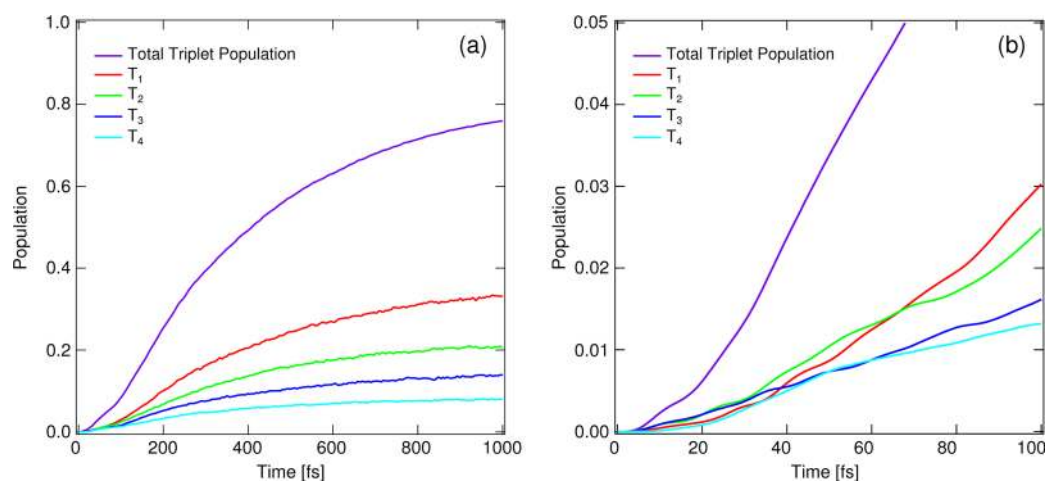 1.0
0.8
0.6
0.4
0.2
0.0
Population
(a)
Total Triplet Population
T1
T2
T3
T4
0
200
400
600
800
1000
Time [fs]
0.05
0.04
0.03
0.02
0.01
0.00
Population
(b)
Total Triplet Population
T1
T2
T3
T4
0
20
40
60
80
100
Time [fs]